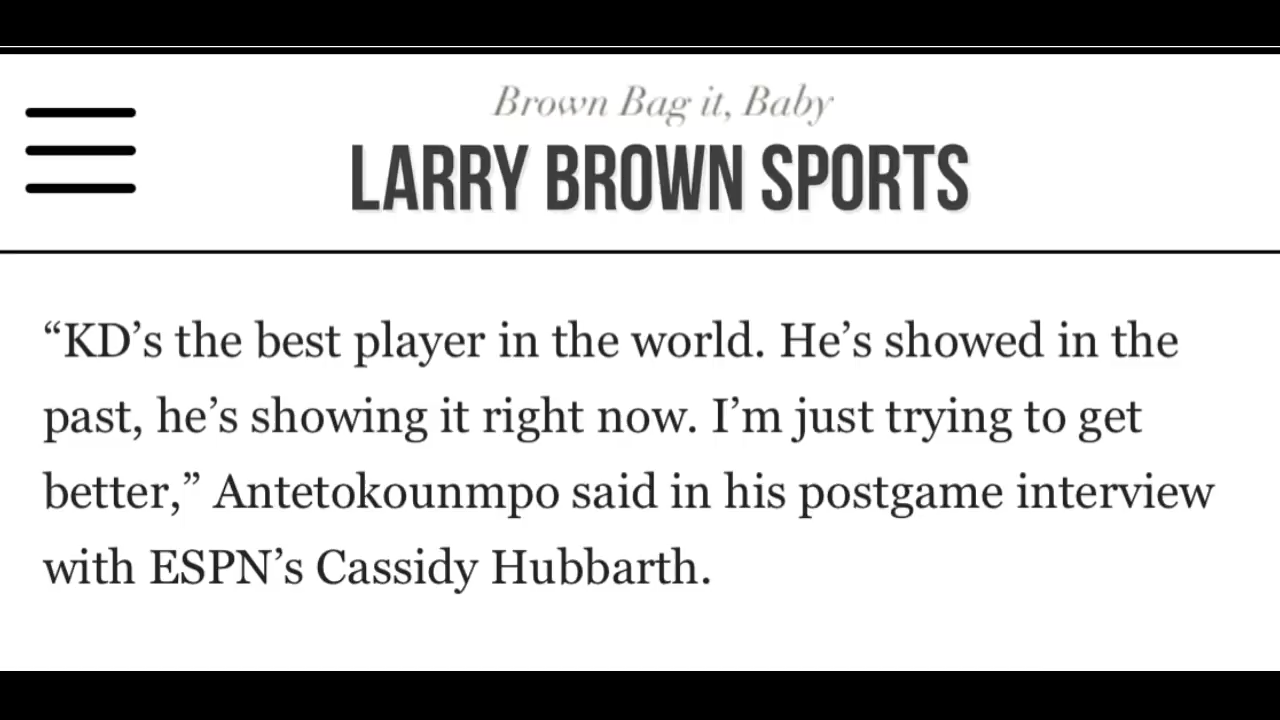 Brown Bag it, Baby
LARRY BROWN SPORTS
“KD’s the best player in the world. He’s showed in the
past, he’s showing it right now. I’m just trying to get
better,” Antetokounmpo said in his postgame interview
with ESPN’s Cassidy Hubbarth.